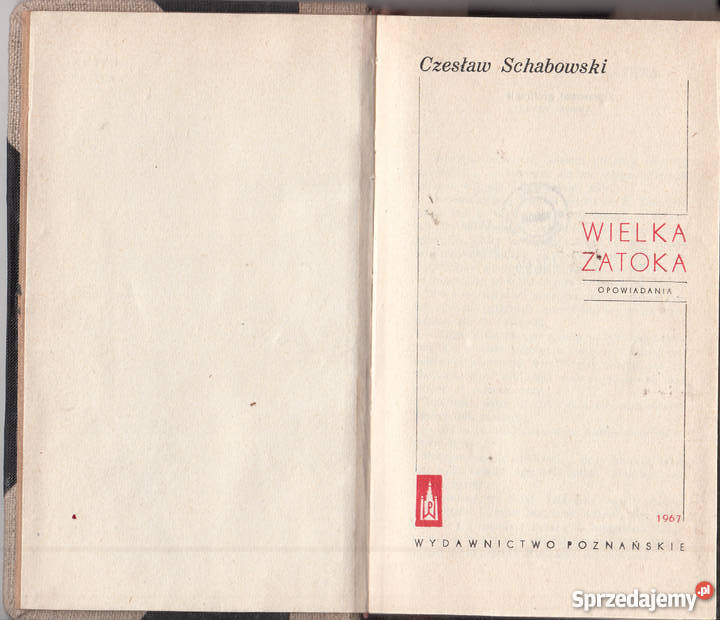 Czesław Schabowski
WIELKA
ZATOKA
OPOWIADANIA
1967
WYDAWNICTWO POZNAŃSKIE
Sprzedajemy.pl